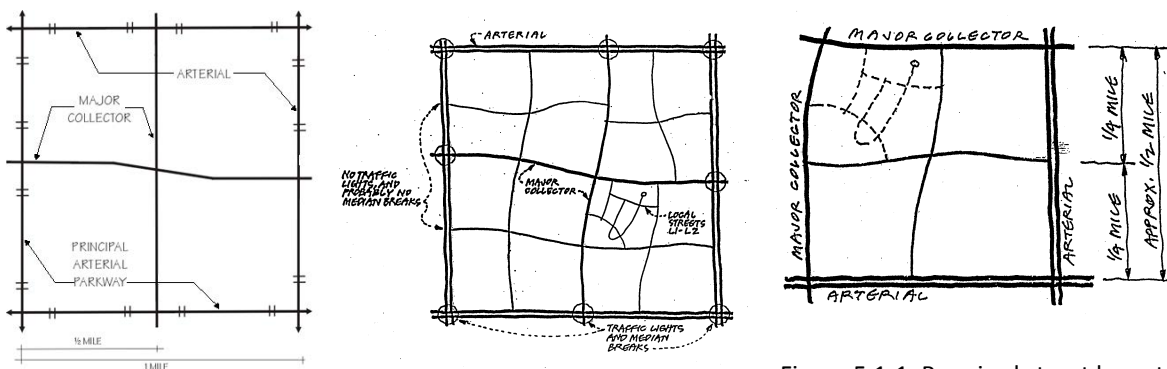 ARTERIAL
MAJOR
COLLECTOR
PRINCIPAL
ARTERIAL
PARKWAY
½ MILE
1 MILE
ARTERIAL
NO TRAFFIC
LIGHTS, AND
PROBABLY NO
MEDIAN BREAKS
MAJOR
COLLECTOR
LOCAL
STREETS
L1-L2
TRAFFIC LIGHTS
AND MEDIAN
BREAKS
MAJOR COLLECTOR
MAJOR COLLECTOR
ARTERIAL
ARTERIAL
1/4 MILE
1/4 MILE
APPROX. 1/2 MILE